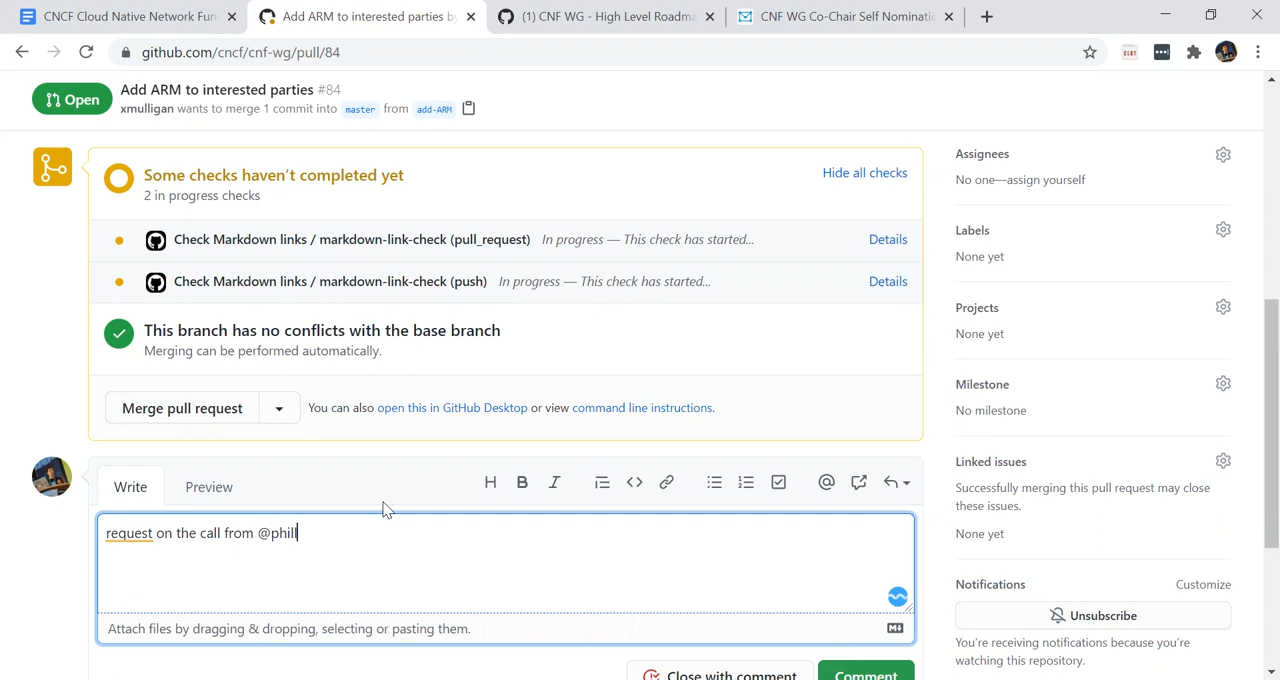 CNCF Cloud Native Network Fun
Add ARM to interested parties by
(1) CNF WG - High Level Roadma
CNF WG Co-Chair Self Nominatio
github.com/cncf/cnf-wg/pull/84
Open
Add ARM to interested parties #84
xmulligan wants to merge 1 commit into master from add-ARM
Some checks haven't completed yet
2 in progress checks
Hide all checks
Check Markdown links / markdown-link-check (pull_request) In progress — This check has started...
Details
Check Markdown links / markdown-link-check (push) In progress — This check has started...
Details
This branch has no conflicts with the base branch
Merging can be performed automatically.
Merge pull request
You can also open this in GitHub Desktop or view command line instructions.
Write
Preview
request on the call from @phill
Attach files by dragging & dropping, selecting or pasting them.
Close with comment
Comment
Assignees
No one—assign yourself
Labels
None yet
Projects
None yet
Milestone
No milestone
Linked issues
Successfully merging this pull request may close
these issues.
None yet
Notifications
Customize
Unsubscribe
You're receiving notifications because you're
watching this repository.